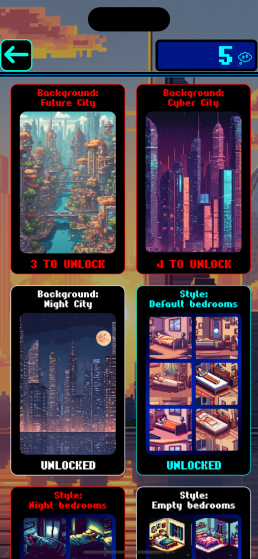 5
Background:
Future City
Background:
Cyber City
3 TO UNLOCK
4 TO UNLOCK
Background:
Night City
Style:
Default bedrooms
UNLOCKED
UNLOCKED
Style:
Night bedrooms
Style:
Empty bedrooms